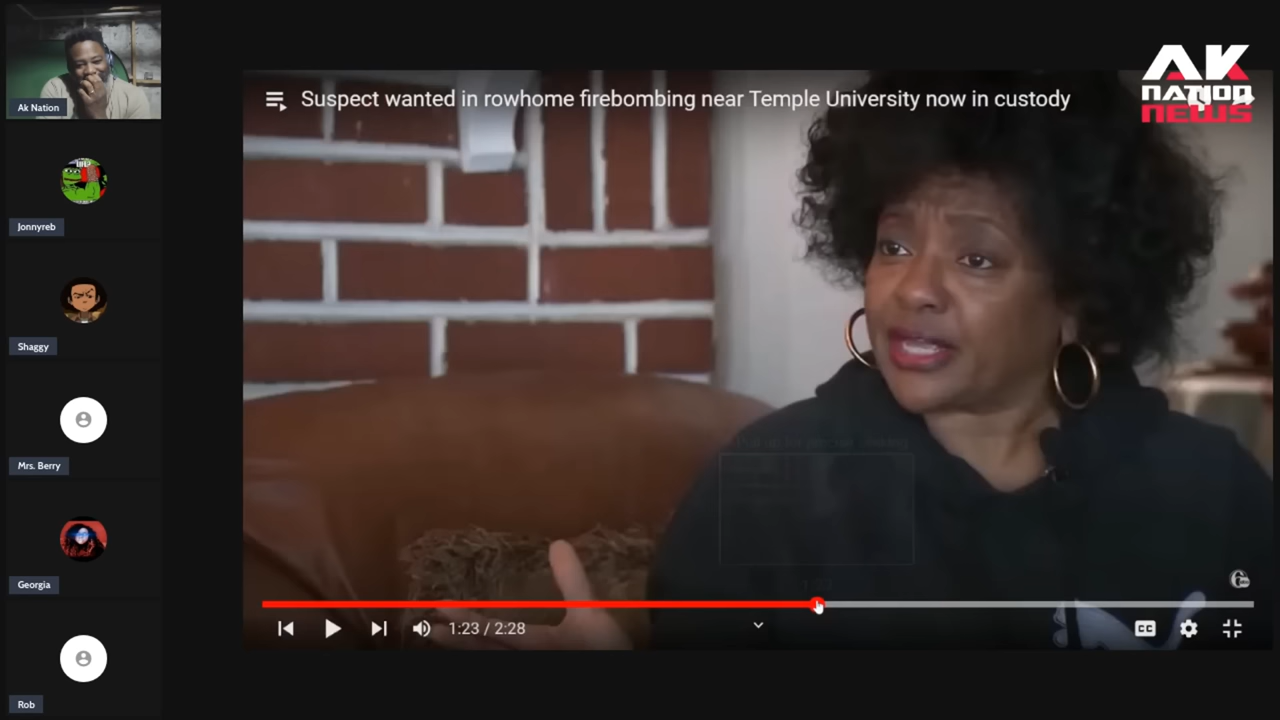 Ak Nation
Jonnyreb
Shaggy
Mrs. Berry
Georgia
Rob
Suspect wanted in rowhome firebombing near Temple University now in custody
AK
NATION
NEWS
1:23 / 2:28
CC